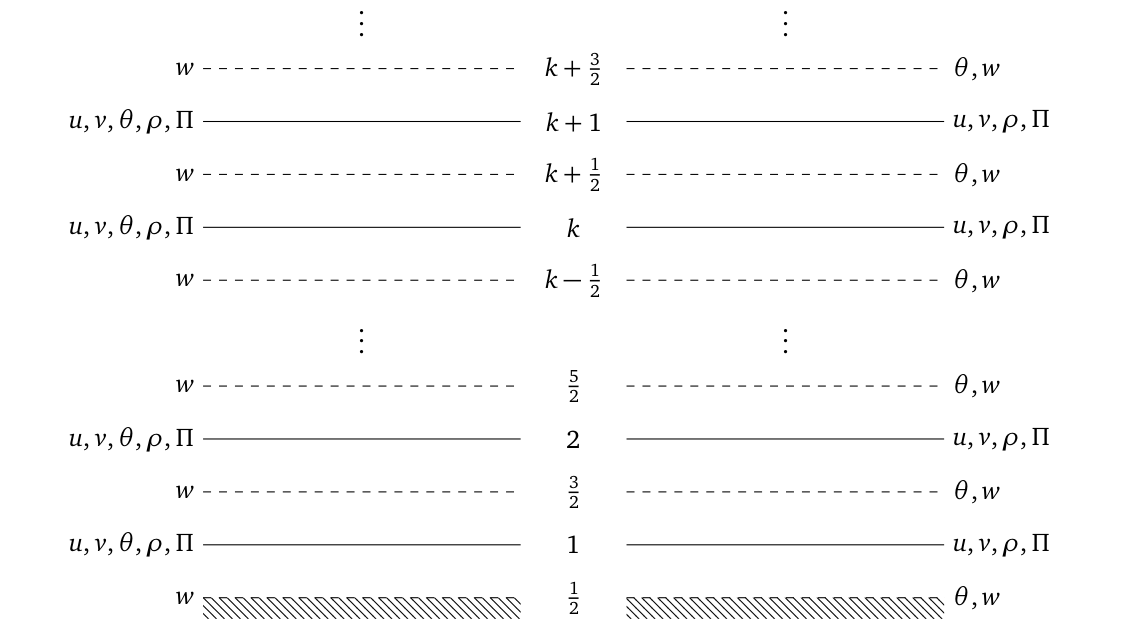 ⋮ ⋮
w k + 3/2 θ, w
u, v, θ, ρ, Π k + 1 u, v, ρ, Π
w k + 1/2 θ, w
u, v, θ, ρ, Π k u, v, ρ, Π
w k − 1/2 θ, w
⋮ ⋮
w 5/2 θ, w
u, v, θ, ρ, Π 2 u, v, ρ, Π
w 3/2 θ, w
u, v, θ, ρ, Π 1 u, v, ρ, Π
w 1/2 θ, w